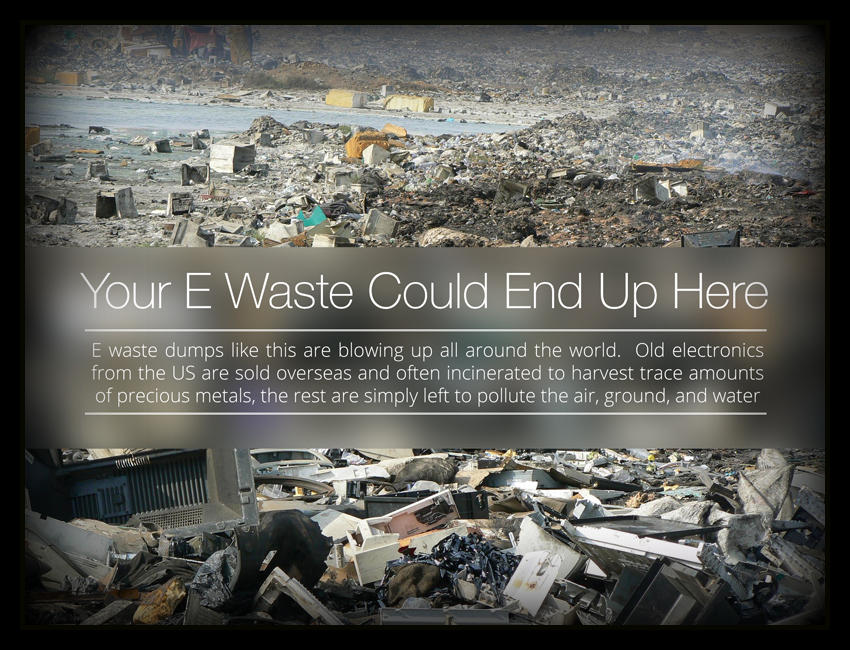 Your E Waste Could End Up Here
E waste dumps like this are blowing up all around the world.  Old electronics
from the US are sold overseas and often incinerated to harvest trace amounts
of precious metals, the rest are simply left to pollute the air, ground, and water